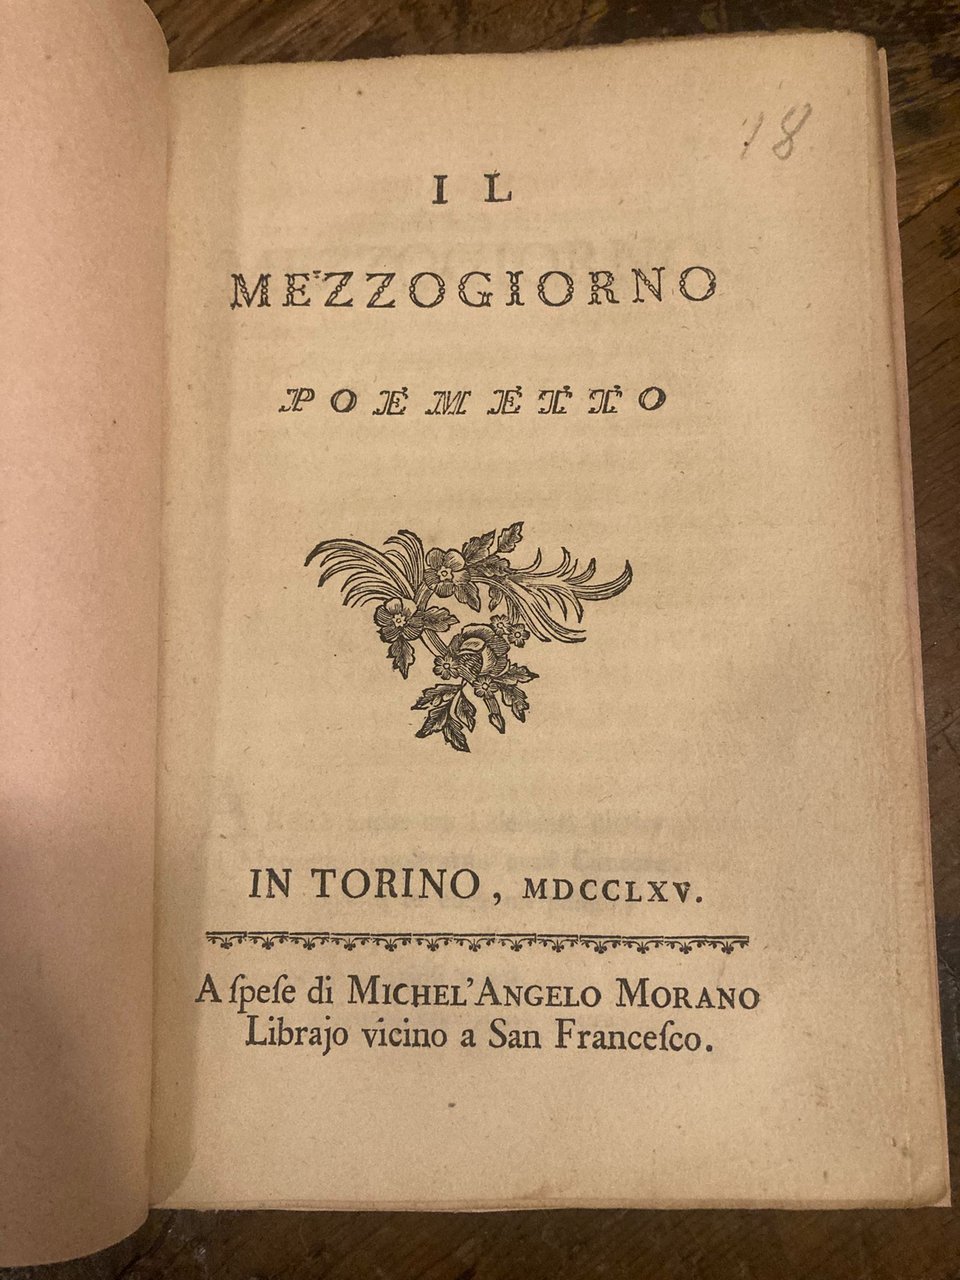 18
IL
MEZZOGIORNO
POEMETTO
IN TORINO, MDCCLXV.
A ſpeſe di MICHEL'ANGELO MORANO
Librajo vicino a San Franceſco.